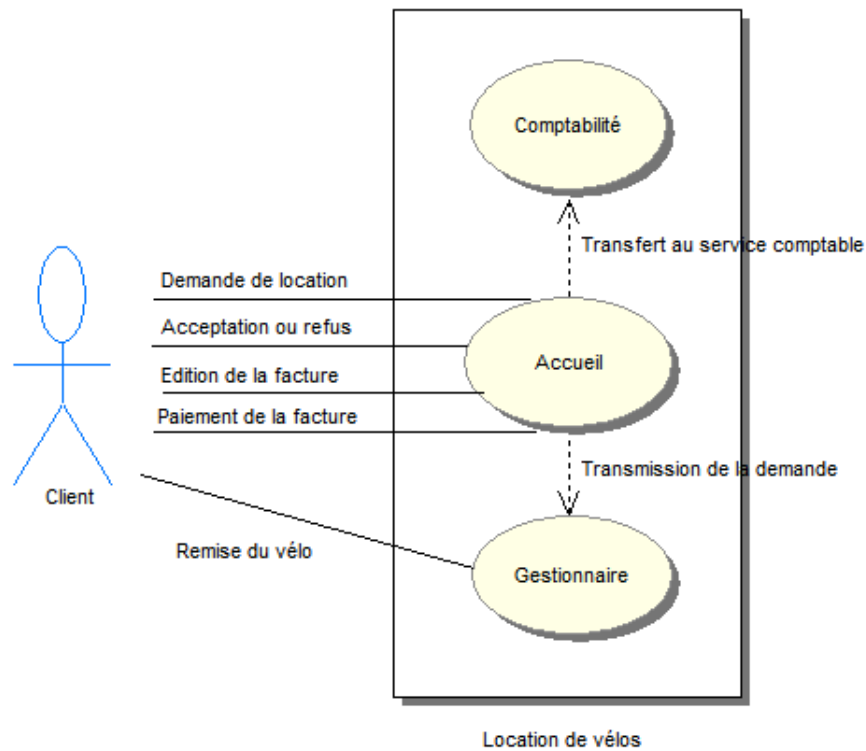 Comptabilité
Transfert au service comptable
Demande de location
Acceptation ou refus
Accueil
Edition de la facture
Paiement de la facture
Transmission de la demande
Client
Remise du vélo
Gestionnaire
Location de vélos